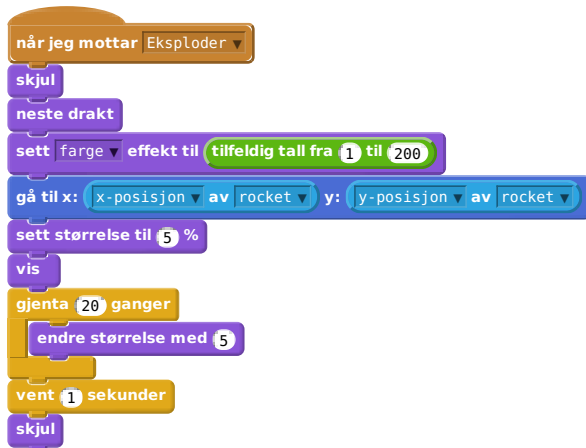 når jeg mottar Eksploder
skjul
neste drakt
sett farge effekt til tilfeldig tall fra 1 til 200
gå til x: x-posisjon av rocket y: y-posisjon av rocket
sett størrelse til 5 %
vis
gjenta 20 ganger
endre størrelse med 5
vent 1 sekunder
skjul